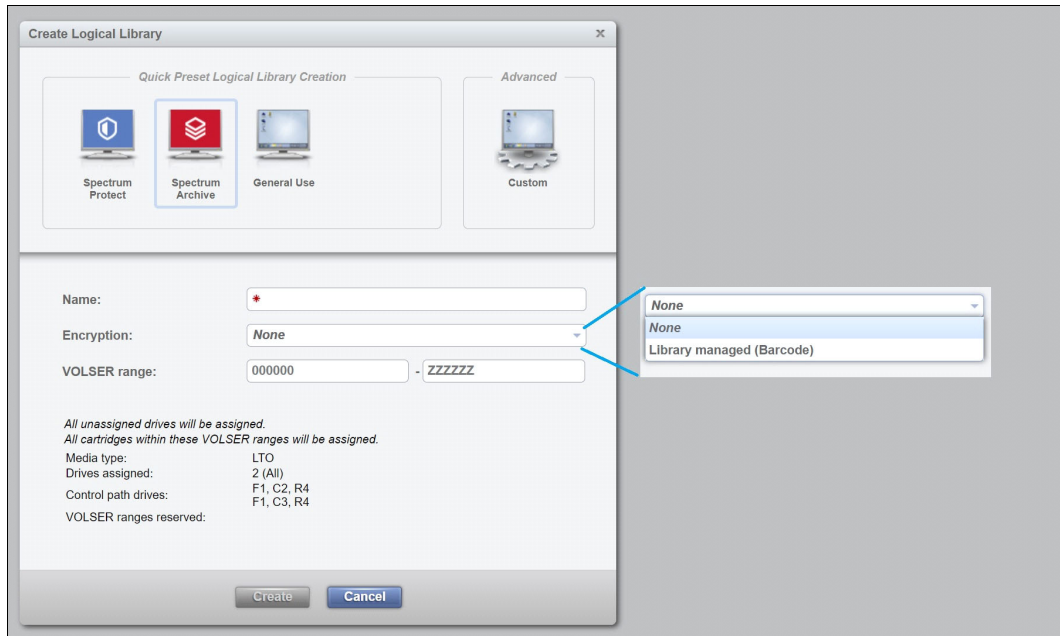 Create Logical Library x
Quick Preset Logical Library Creation
Advanced
Spectrum
Protect
Spectrum
Archive
General Use
Custom
Name: *
Encryption: None
VOLSER range: 000000 - ZZZZZZ
All unassigned drives will be assigned.
All cartridges within these VOLSER ranges will be assigned.
Media type: LTO
Drives assigned: 2 (All)
Control path drives: F1, C2, R4
F1, C3, R4
VOLSER ranges reserved:
Create Cancel
None
None
Library managed (Barcode)